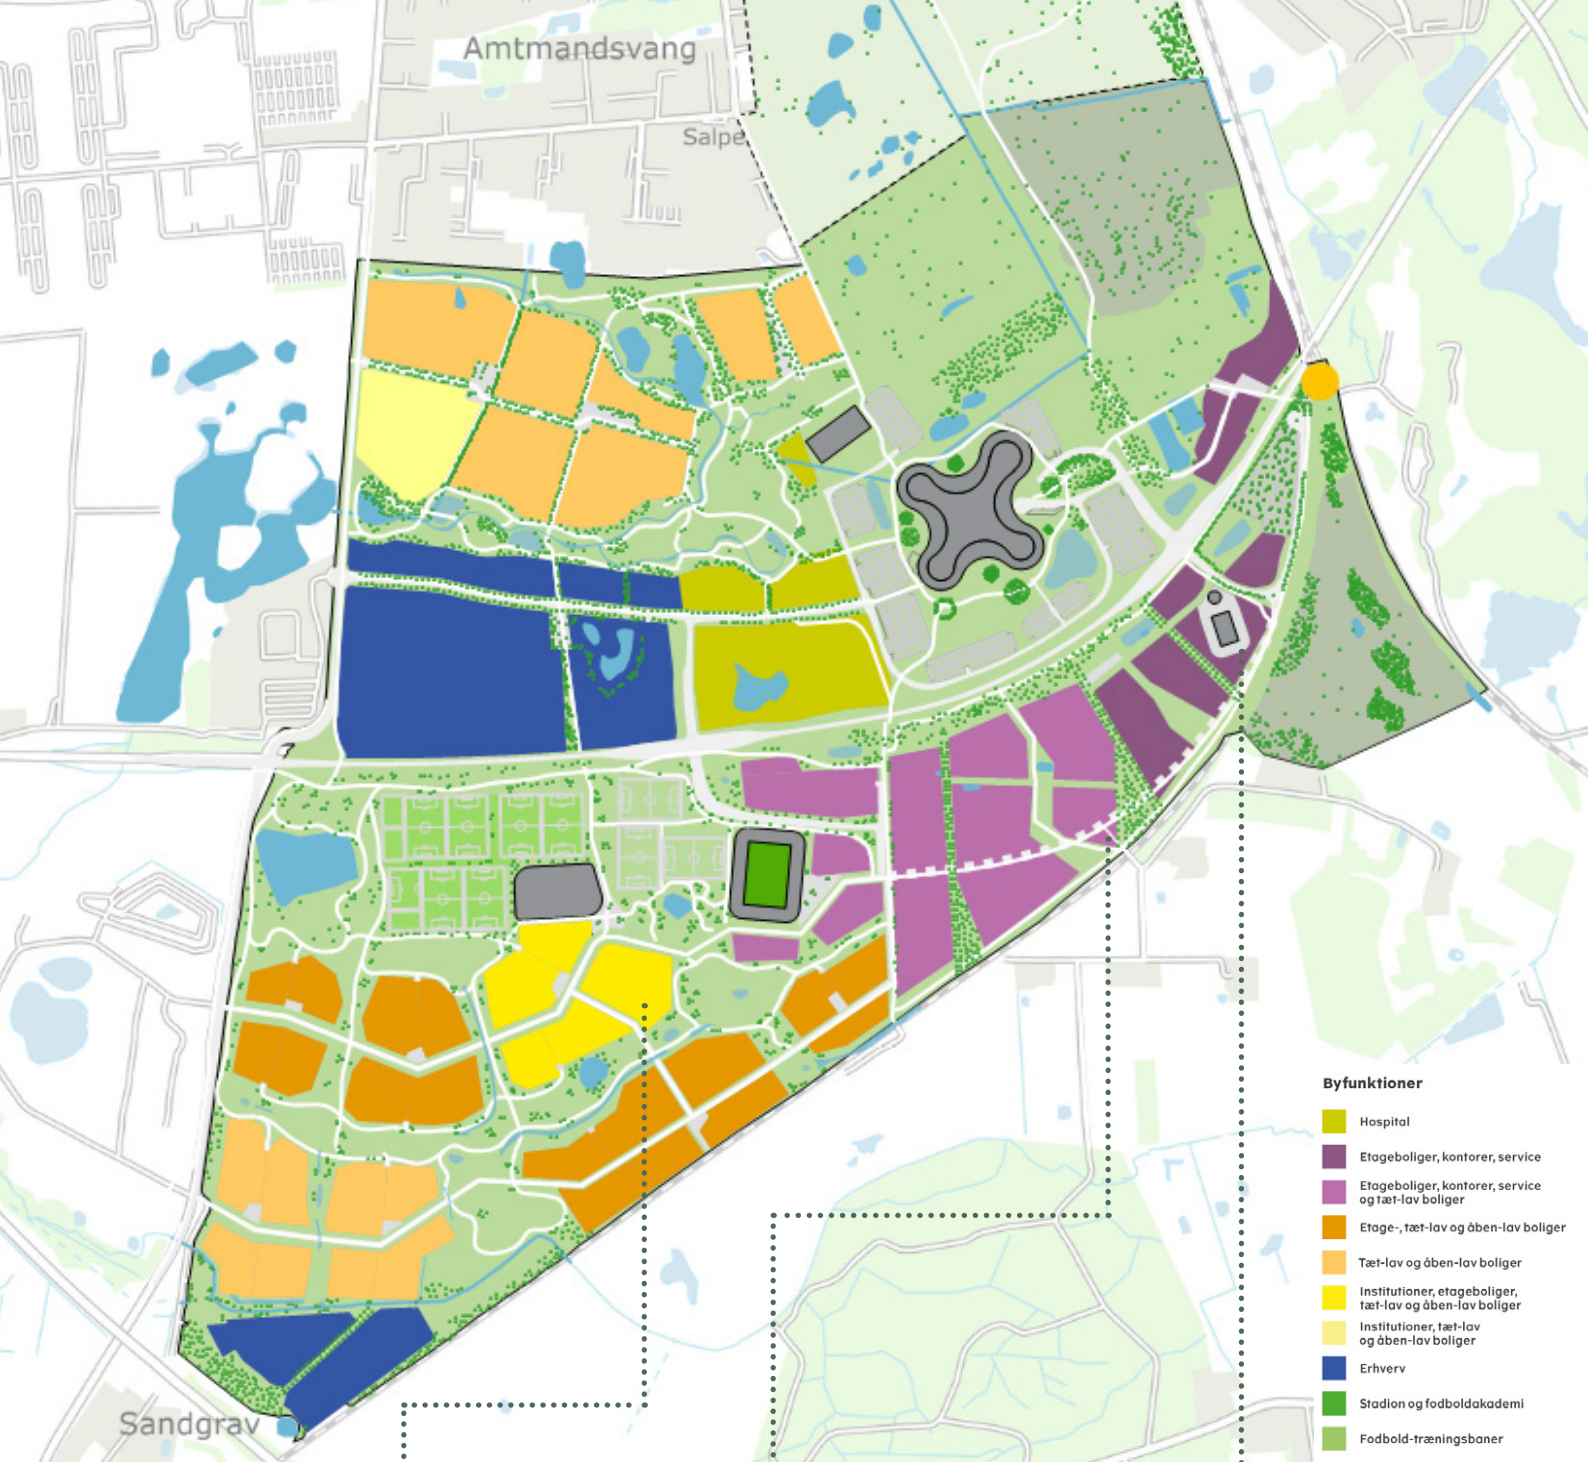 Amtmandsvang
Salpe
Sandgrav
Byfunktioner
Hospital
Etageboliger, kontorer, service
Etageboliger, kontorer, service
og tæt-lav boliger
Etage-, tæt-lav og åben-lav boliger
Tæt-lav og åben-lav boliger
Institutioner, etageboliger,
tæt-lav og åben-lav boliger
Institutioner, tæt-lav
og åben-lav boliger
Erhverv
Stadion og fodboldakademi
Fodbold-træningsbaner